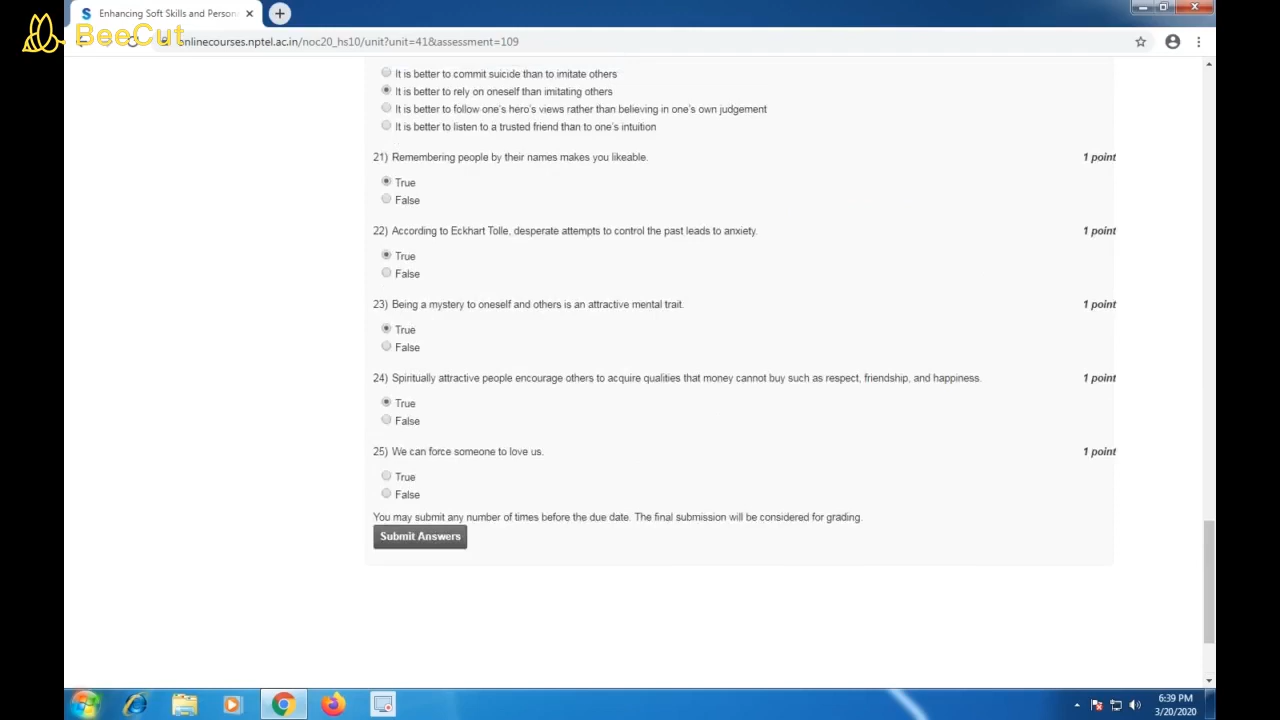 Enhancing Soft Skills and Person
BeeCut
onlinecourses.nptel.ac.in/noc20_hs10/unit?unit=41&assessment=109
It is better to commit suicide than to imitate others
It is better to rely on oneself than imitating others
It is better to follow one's hero's views rather than believing in one's own judgement
It is better to listen to a trusted friend than to one's intuition
21) Remembering people by their names makes you likeable. 1 point
True
False
22) According to Eckhart Tolle, desperate attempts to control the past leads to anxiety. 1 point
True
False
23) Being a mystery to oneself and others is an attractive mental trait. 1 point
True
False
24) Spiritually attractive people encourage others to acquire qualities that money cannot buy such as respect, friendship, and happiness. 1 point
True
False
25) We can force someone to love us. 1 point
True
False
You may submit any number of times before the due date. The final submission will be considered for grading.
Submit Answers
6:39 PM
3/20/2020